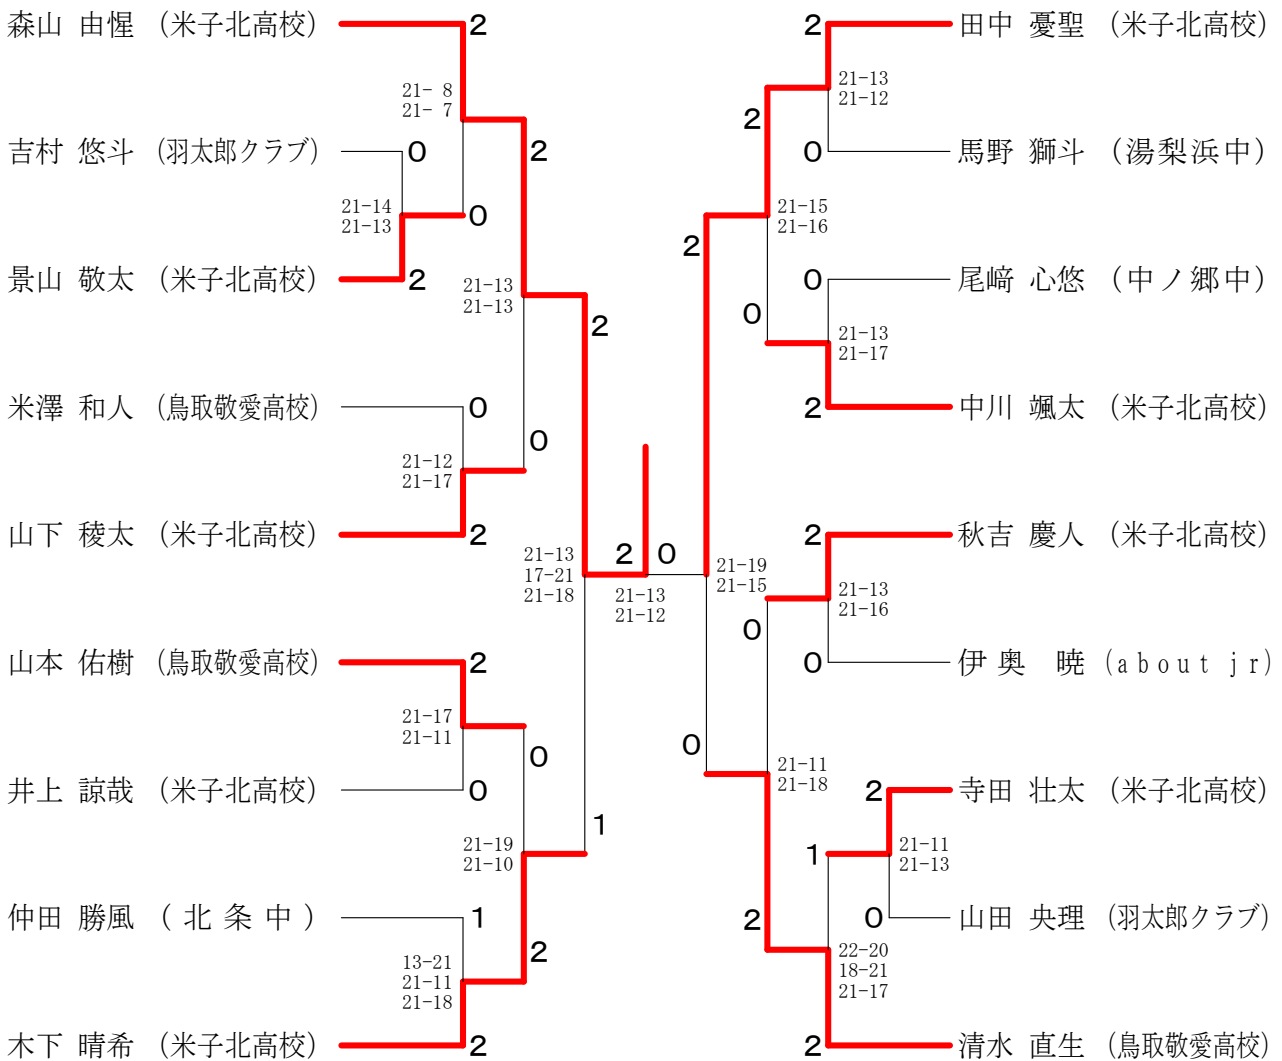 森山 由惺 (米子北高校) 2
21- 8
21- 7
吉村 悠斗 (羽太郎クラブ) 0 2
21-14
21-13
0
景山 敬太 (米子北高校) 2
21-13
21-13
2
米澤 和人 (鳥取敬愛高校) 0
0
21-12
21-17
山下 稜太 (米子北高校) 2
21-13
17-21
21-18
2 0
21-13
21-12
山本 佑樹 (鳥取敬愛高校) 2
21-17
21-11
0
井上 諒哉 (米子北高校) 0
1
21-19
21-10
仲田 勝風 (北条中) 1
2
13-21
21-11
21-18
木下 晴希 (米子北高校) 2
2 田中 憂聖 (米子北高校)
21-13
21-12
2
0 馬野 獅斗 (湯梨浜中)
21-15
21-16
2
0 尾﨑 心悠 (中ノ郷中)
0
21-13
21-17
2 中川 颯太 (米子北高校)
2 秋吉 慶人 (米子北高校)
21-19
21-15
21-13
21-16
0
0 伊奥 暁 (about jr)
0
21-11
21-18
2 寺田 壮太 (米子北高校)
1
21-11
21-13
2
0 山田 央理 (羽太郎クラブ)
22-20
18-21
21-17
2 清水 直生 (鳥取敬愛高校)